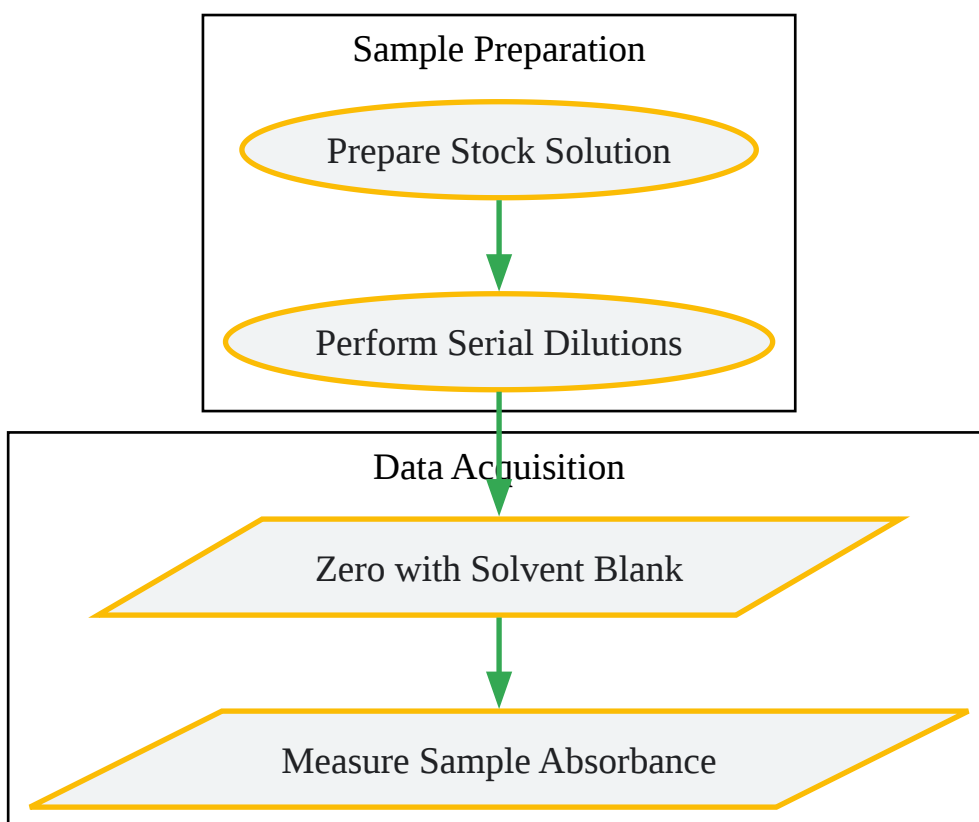 Sample Preparation
Prepare Stock Solution
Perform Serial Dilutions
Data Acquisition
Zero with Solvent Blank
Measure Sample Absorbance